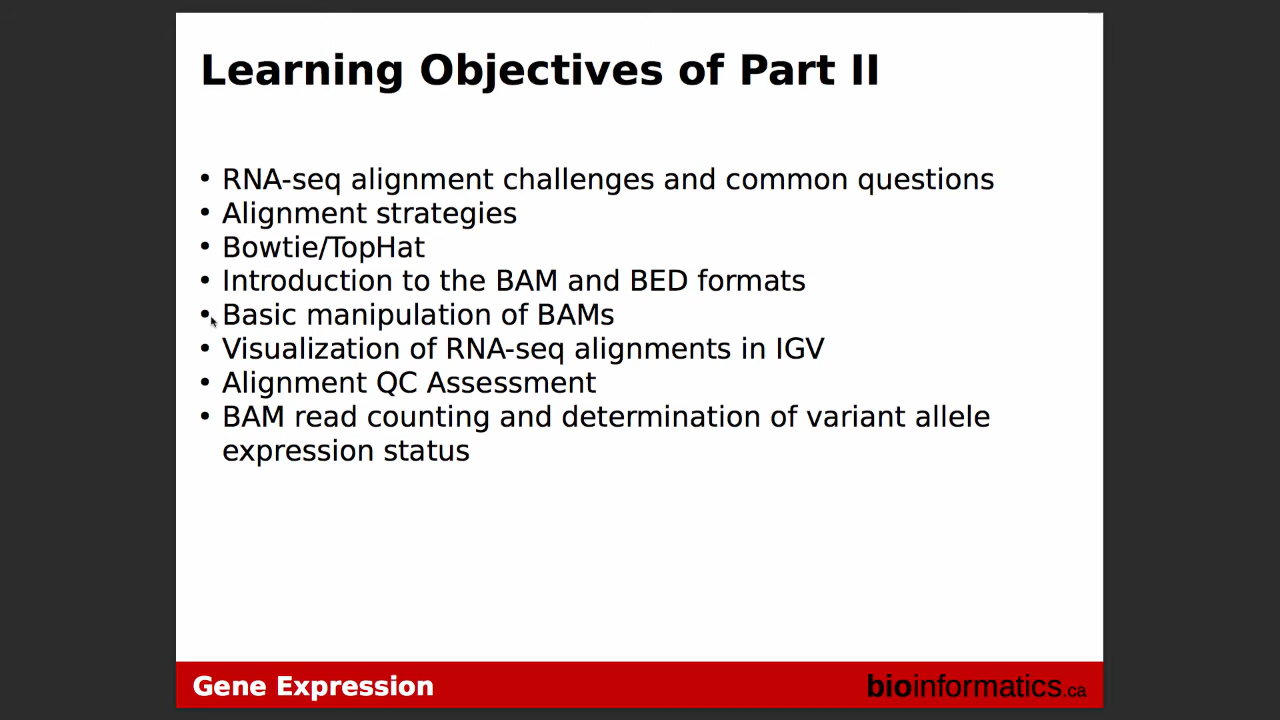 Learning Objectives of Part II
• RNA-seq alignment challenges and common questions
• Alignment strategies
• Bowtie/TopHat
• Introduction to the BAM and BED formats
• Basic manipulation of BAMs
• Visualization of RNA-seq alignments in IGV
• Alignment QC Assessment
• BAM read counting and determination of variant allele
expression status
Gene Expression
bioinformatics.ca